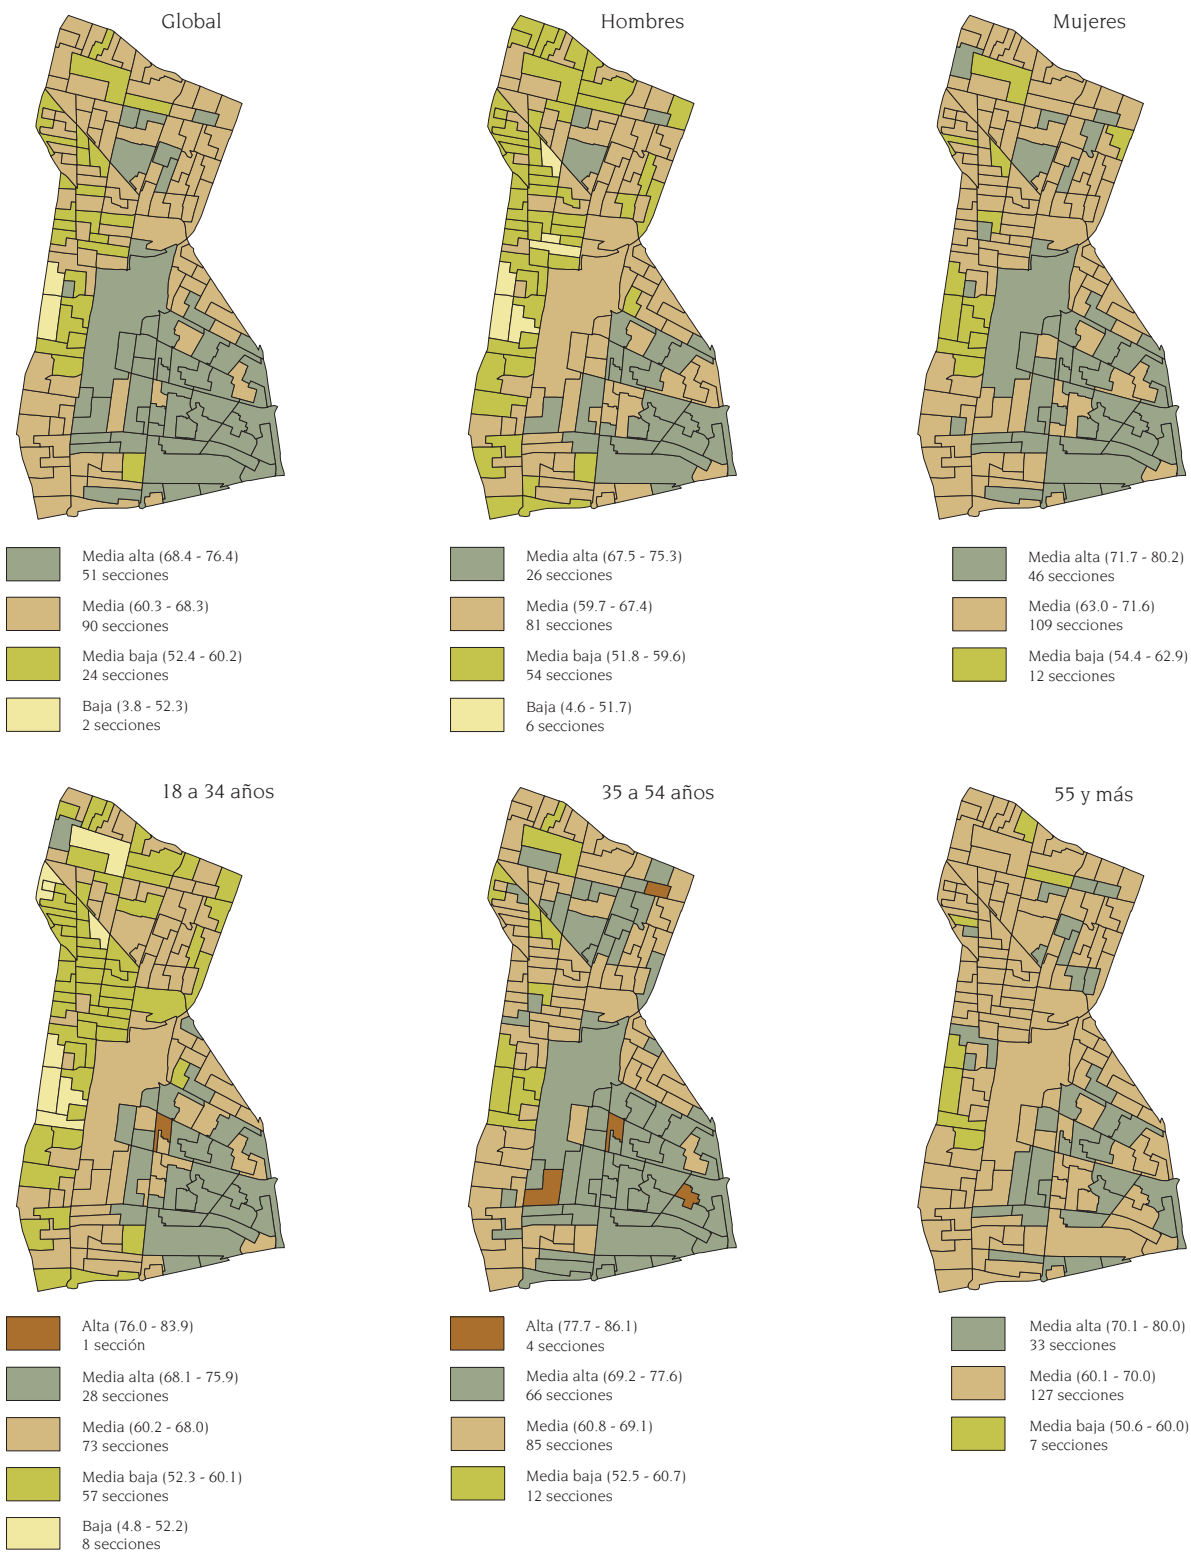 Global
Media alta (68.4 - 76.4)
51 secciones
Media (60.3 - 68.3)
90 secciones
Media baja (52.4 - 60.2)
24 secciones
Baja (3.8 - 52.3)
2 secciones
Hombres
Media alta (67.5 - 75.3)
26 secciones
Media (59.7 - 67.4)
81 secciones
Media baja (51.8 - 59.6)
54 secciones
Baja (4.6 - 51.7)
6 secciones
Mujeres
Media alta (71.7 - 80.2)
46 secciones
Media (63.0 - 71.6)
109 secciones
Media baja (54.4 - 62.9)
12 secciones
18 a 34 años
Alta (76.0 - 83.9)
1 sección
Media alta (68.1 - 75.9)
28 secciones
Media (60.2 - 68.0)
73 secciones
Media baja (52.3 - 60.1)
57 secciones
Baja (4.8 - 52.2)
8 secciones
35 a 54 años
Alta (77.7 - 86.1)
4 secciones
Media alta (69.2 - 77.6)
66 secciones
Media (60.8 - 69.1)
85 secciones
Media baja (52.5 - 60.7)
12 secciones
55 y más
Media alta (70.1 - 80.0)
33 secciones
Media (60.1 - 70.0)
127 secciones
Media baja (50.6 - 60.0)
7 secciones